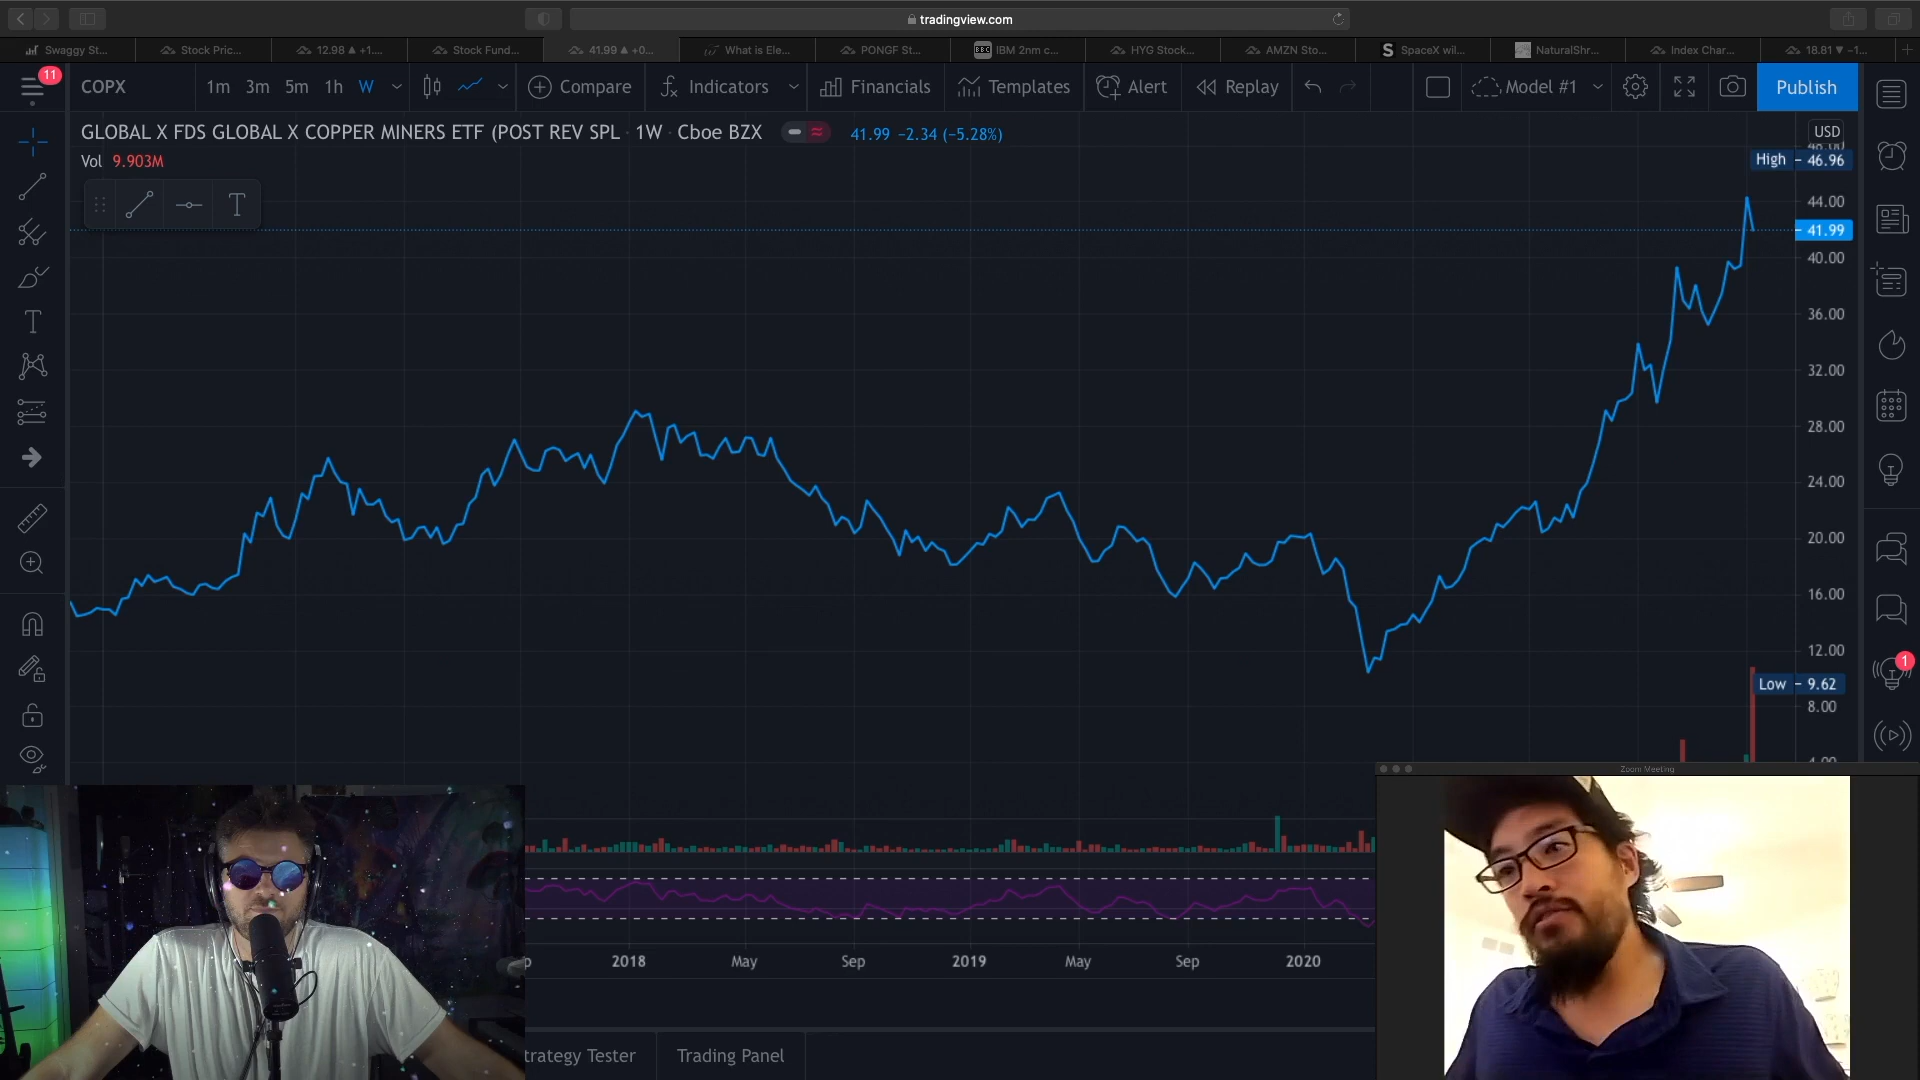 tradingview.com
Swaggy St...
Stock Pric...
12.98 ▲ +1....
Stock Fund...
41.99 ▲ +0...
What is Ele...
PONGF St...
BBC
IBM 2nm c...
HYG Stock...
AMZN Sto...
S
SpaceX wil...
NaturalShr...
Index Char...
18.81 ▼ −1...
11
COPX
1m
3m
5m
1h
W
Compare
Indicators
Financials
Templates
Alert
Replay
Model #1
Publish
GLOBAL X FDS GLOBAL X COPPER MINERS ETF (POST REV SPL · 1W · Cboe BZX
41.99 −2.34 (−5.28%)
USD
Vol 9.903M
T
High
46.96
44.00
41.99
40.00
36.00
32.00
28.00
24.00
20.00
16.00
12.00
1
Low
9.62
8.00
Zoom Meeting
2018
May
Sep
2019
May
Sep
2020
trategy Tester
Trading Panel